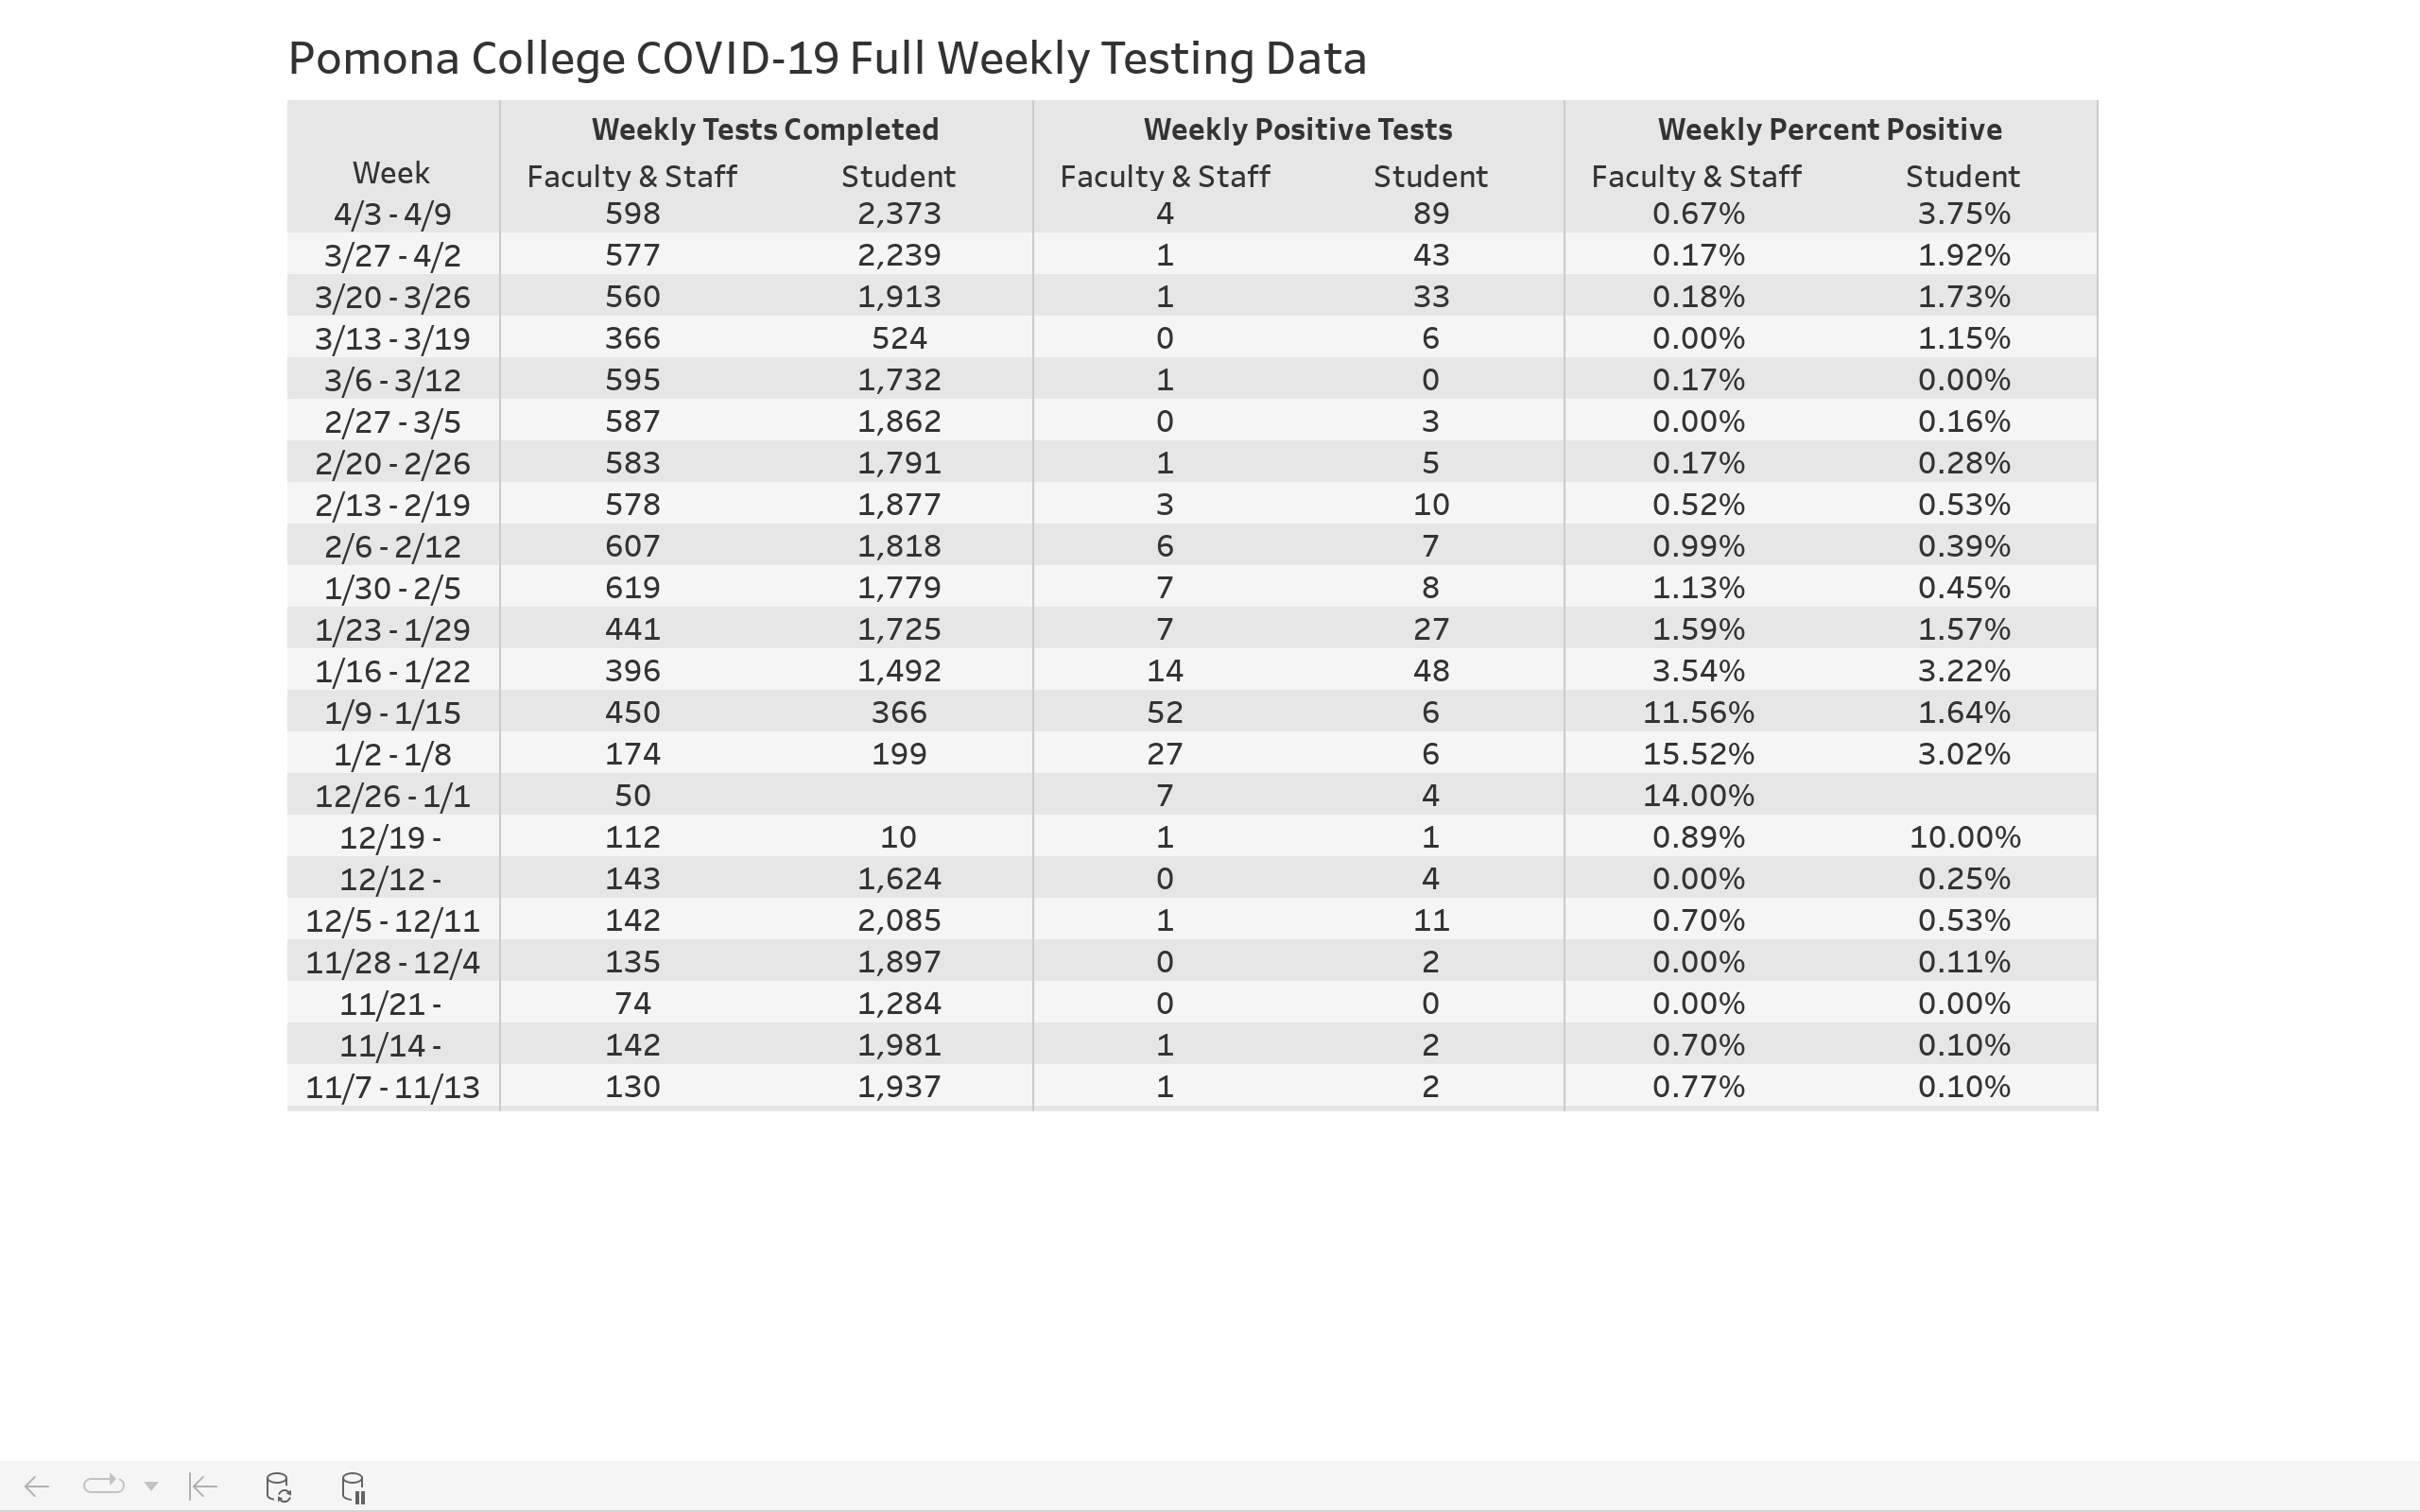 Pomona College COVID-19 Full Weekly Testing Data
Weekly Tests Completed Weekly Positive Tests Weekly Percent Positive
Week Faculty & Staff Student Faculty & Staff Student Faculty & Staff Student
4/3 - 4/9 598 2,373 4 89 0.67% 3.75%
3/27 - 4/2 577 2,239 1 43 0.17% 1.92%
3/20 - 3/26 560 1,913 1 33 0.18% 1.73%
3/13 - 3/19 366 524 0 6 0.00% 1.15%
3/6 - 3/12 595 1,732 1 0 0.17% 0.00%
2/27 - 3/5 587 1,862 0 3 0.00% 0.16%
2/20 - 2/26 583 1,791 1 5 0.17% 0.28%
2/13 - 2/19 578 1,877 3 10 0.52% 0.53%
2/6 - 2/12 607 1,818 6 7 0.99% 0.39%
1/30 - 2/5 619 1,779 7 8 1.13% 0.45%
1/23 - 1/29 441 1,725 7 27 1.59% 1.57%
1/16 - 1/22 396 1,492 14 48 3.54% 3.22%
1/9 - 1/15 450 366 52 6 11.56% 1.64%
1/2 - 1/8 174 199 27 6 15.52% 3.02%
12/26 - 1/1 50 7 4 14.00%
12/19 - 112 10 1 1 0.89% 10.00%
12/12 - 143 1,624 0 4 0.00% 0.25%
12/5 - 12/11 142 2,085 1 11 0.70% 0.53%
11/28 - 12/4 135 1,897 0 2 0.00% 0.11%
11/21 - 74 1,284 0 0 0.00% 0.00%
11/14 - 142 1,981 1 2 0.70% 0.10%
11/7 - 11/13 130 1,937 1 2 0.77% 0.10%